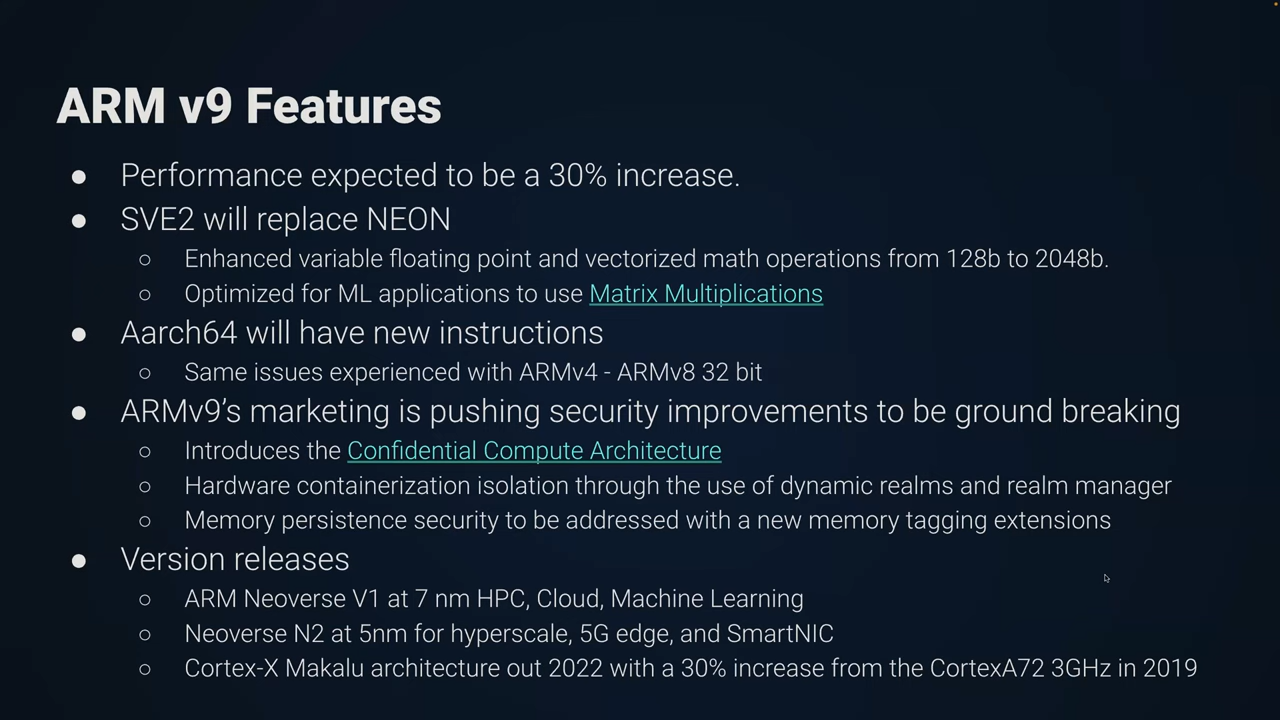 ARM v9 Features
● Performance expected to be a 30% increase.
● SVE2 will replace NEON
○ Enhanced variable floating point and vectorized math operations from 128b to 2048b.
○ Optimized for ML applications to use Matrix Multiplications
● Aarch64 will have new instructions
○ Same issues experienced with ARMv4 - ARMv8 32 bit
● ARMv9's marketing is pushing security improvements to be ground breaking
○ Introduces the Confidential Compute Architecture
○ Hardware containerization isolation through the use of dynamic realms and realm manager
○ Memory persistence security to be addressed with a new memory tagging extensions
● Version releases
○ ARM Neoverse V1 at 7 nm HPC, Cloud, Machine Learning
○ Neoverse N2 at 5nm for hyperscale, 5G edge, and SmartNIC
○ Cortex-X Makalu architecture out 2022 with a 30% increase from the CortexA72 3GHz in 2019